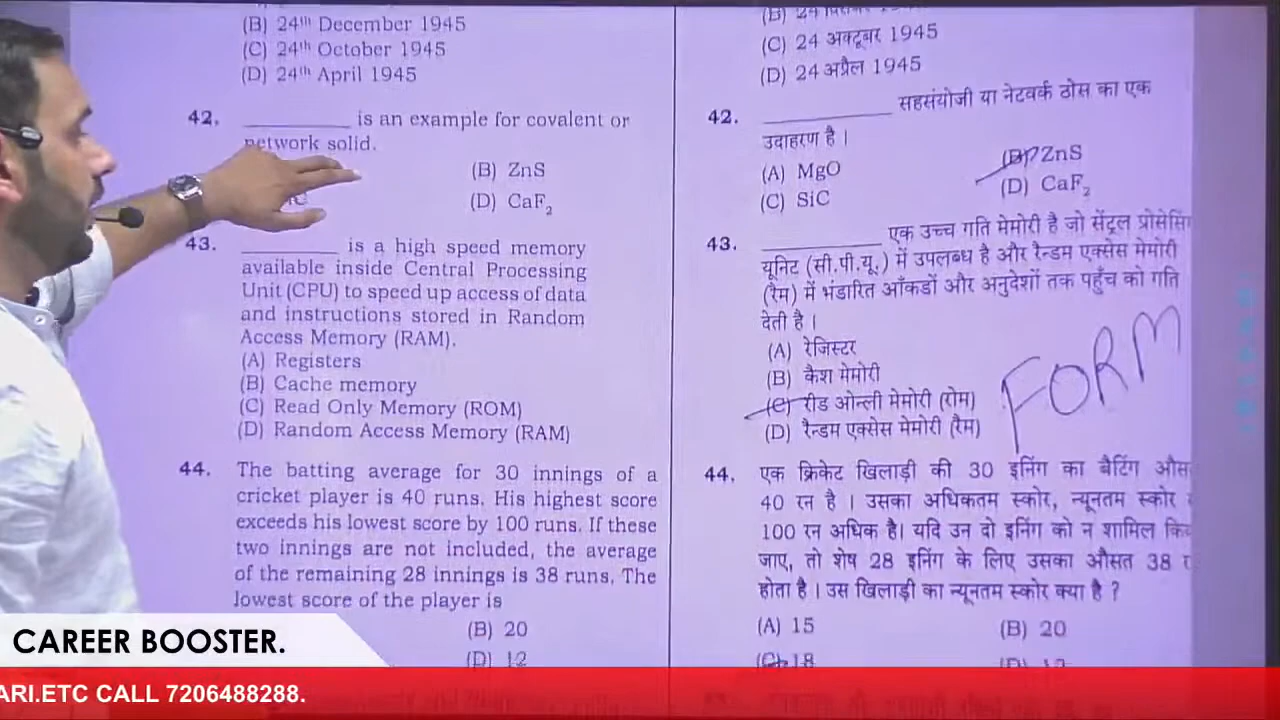 (B) 24th December 1945
(C) 24th October 1945
(D) 24th April 1945
42. ________ is an example for covalent or
network solid.
(B) ZnS
(D) CaF₂
43. ________ is a high speed memory
available inside Central Processing
Unit (CPU) to speed up access of data
and instructions stored in Random
Access Memory (RAM).
(A) Registers
(B) Cache memory
(C) Read Only Memory (ROM)
(D) Random Access Memory (RAM)
44. The batting average for 30 innings of a
cricket player is 40 runs. His highest score
exceeds his lowest score by 100 runs. If these
two innings are not included, the average
of the remaining 28 innings is 38 runs. The
lowest score of the player is
(B) 20
(D) 12
(C) 24 अक्टूबर 1945
(D) 24 अप्रैल 1945
42. ________ सहसंयोजी या नेटवर्क ठोस का एक
उदाहरण है ।
(A) MgO (B) ZnS
(C) SiC (D) CaF₂
43. ________ एक उच्च गति मेमोरी है जो सेंट्रल
यूनिट (सी.पी.यू.) में उपलब्ध है और रैन्डम एक्सेस मेमोरी
(रैम) में भंडारित आँकडों और अनुदेशों तक पहुँच को गति
देती है ।
(A) रेजिस्टर
(B) कैश मेमोरी
(C) रीड ओन्ली मेमोरी (रोम)
(D) रैन्डम एक्सेस मेमोरी (रैम)
FORM
44. एक क्रिकेट खिलाड़ी की 30 इनिंग का बैटिंग
40 रन है । उसका अधिकतम स्कोर, न्यूनतम स्कोर
100 रन अधिक है। यदि उन दो इनिंग को न शामिल
जाए, तो शेष 28 इनिंग के लिए उसका औसत 38
होता है । उस खिलाड़ी का न्यूनतम स्कोर क्या है ?
(A) 15 (B) 20
(C) 18 (D) 12
CAREER BOOSTER.
ARI.ETC CALL 7206488288.